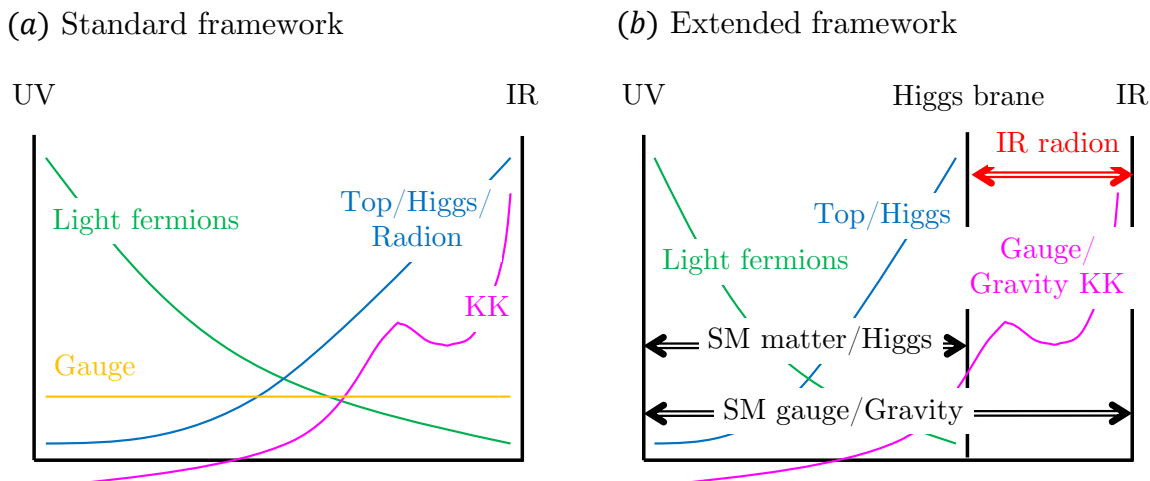 (a) Standard framework
UV
IR
Light fermions
Top/Higgs/
Radion
KK
Gauge
(b) Extended framework
UV
Higgs brane
IR
IR radion
Top/Higgs
Light fermions
Gauge/
Gravity KK
SM matter/Higgs
SM gauge/Gravity